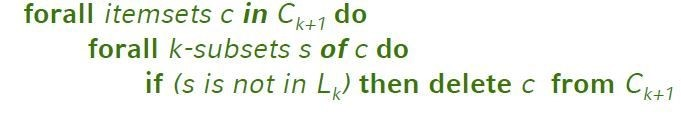 forall itemsets c in Cₖ₊₁ do
forall k-subsets s of c do
if (s is not in Lₖ) then delete c from Cₖ₊₁